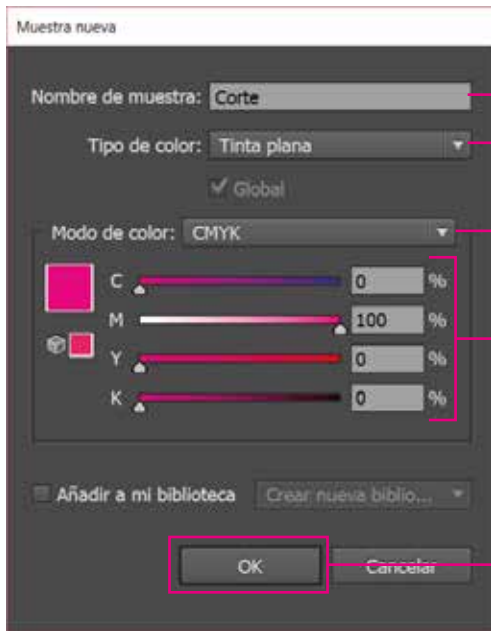 Muestra nueva
Nombre de muestra: Corte
Tipo de color: Tinta plana
Global
Modo de color: CMYK
C 0 %
M 100 %
Y 0 %
K 0 %
Añadir a mi biblioteca Crear nueva biblio...
OK Cancelar